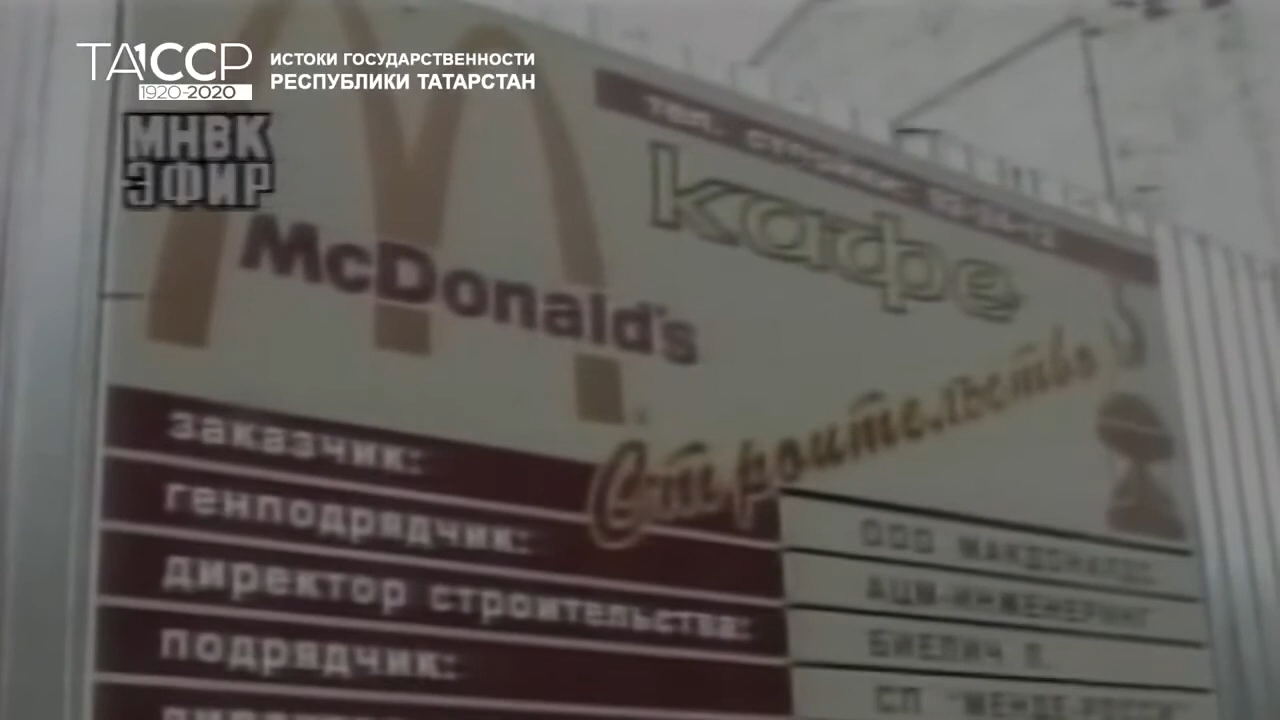 ТАССР
1920-2020
ИСТОКИ ГОСУДАРСТВЕННОСТИ
РЕСПУБЛИКИ ТАТАРСТАН
МНВК
ЭФИР
McDonald's
тел.
кафе
Строительство
заказчик:
ООО МАКДОНАЛДС
генподрядчик:
АЦМ-ИНЖЕНЕРИНГ
директор строительства:
БИЕЛИЧ П.
подрядчик:
СП